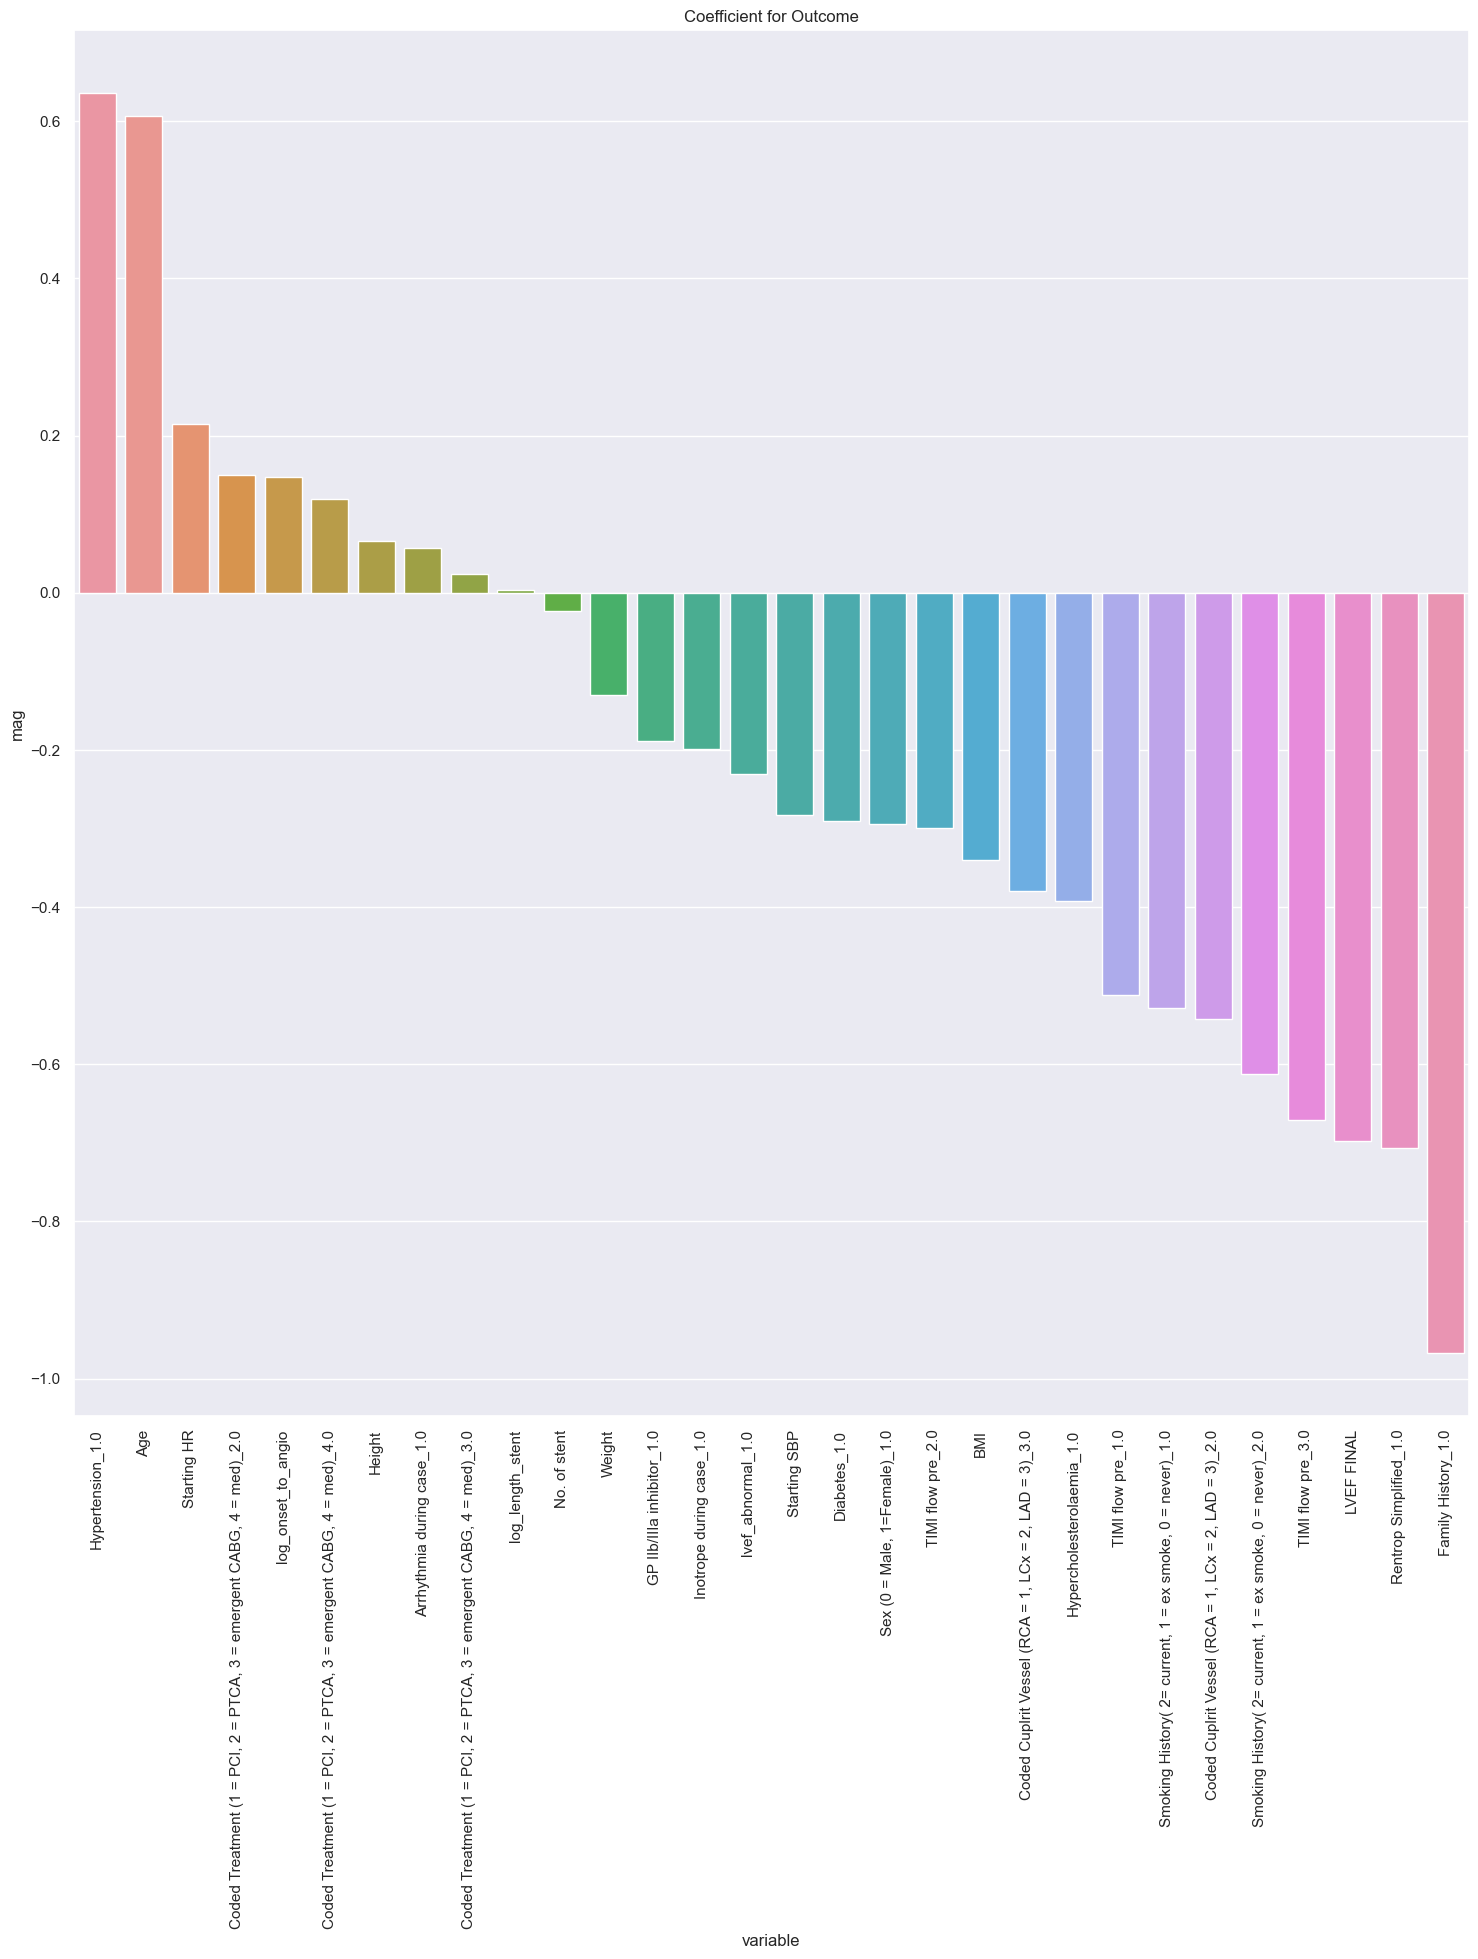 Coefficient for Outcome
mag
0.6
0.4
0.2
0.0
−0.2
−0.4
−0.6
−0.8
−1.0
Hypertension_1.0
Age
Starting HR
Coded Treatment (1 = PCI, 2 = PTCA, 3 = emergent CABG, 4 = med)_2.0
log_onset_to_angio
Coded Treatment (1 = PCI, 2 = PTCA, 3 = emergent CABG, 4 = med)_4.0
Height
Arrhythmia during case_1.0
Coded Treatment (1 = PCI, 2 = PTCA, 3 = emergent CABG, 4 = med)_3.0
log_length_stent
No. of stent
Weight
GP IIb/IIIa inhibitor_1.0
Inotrope during case_1.0
lvef_abnormal_1.0
Starting SBP
Diabetes_1.0
Sex (0 = Male, 1=Female)_1.0
TIMI flow pre_2.0
BMI
Coded Cuplrit Vessel (RCA = 1, LCx = 2, LAD = 3)_3.0
Hypercholesterolaemia_1.0
TIMI flow pre_1.0
Smoking History( 2= current, 1 = ex smoke, 0 = never)_1.0
Coded Cuplrit Vessel (RCA = 1, LCx = 2, LAD = 3)_2.0
Smoking History( 2= current, 1 = ex smoke, 0 = never)_2.0
TIMI flow pre_3.0
LVEF FINAL
Rentrop Simplified_1.0
Family History_1.0
variable